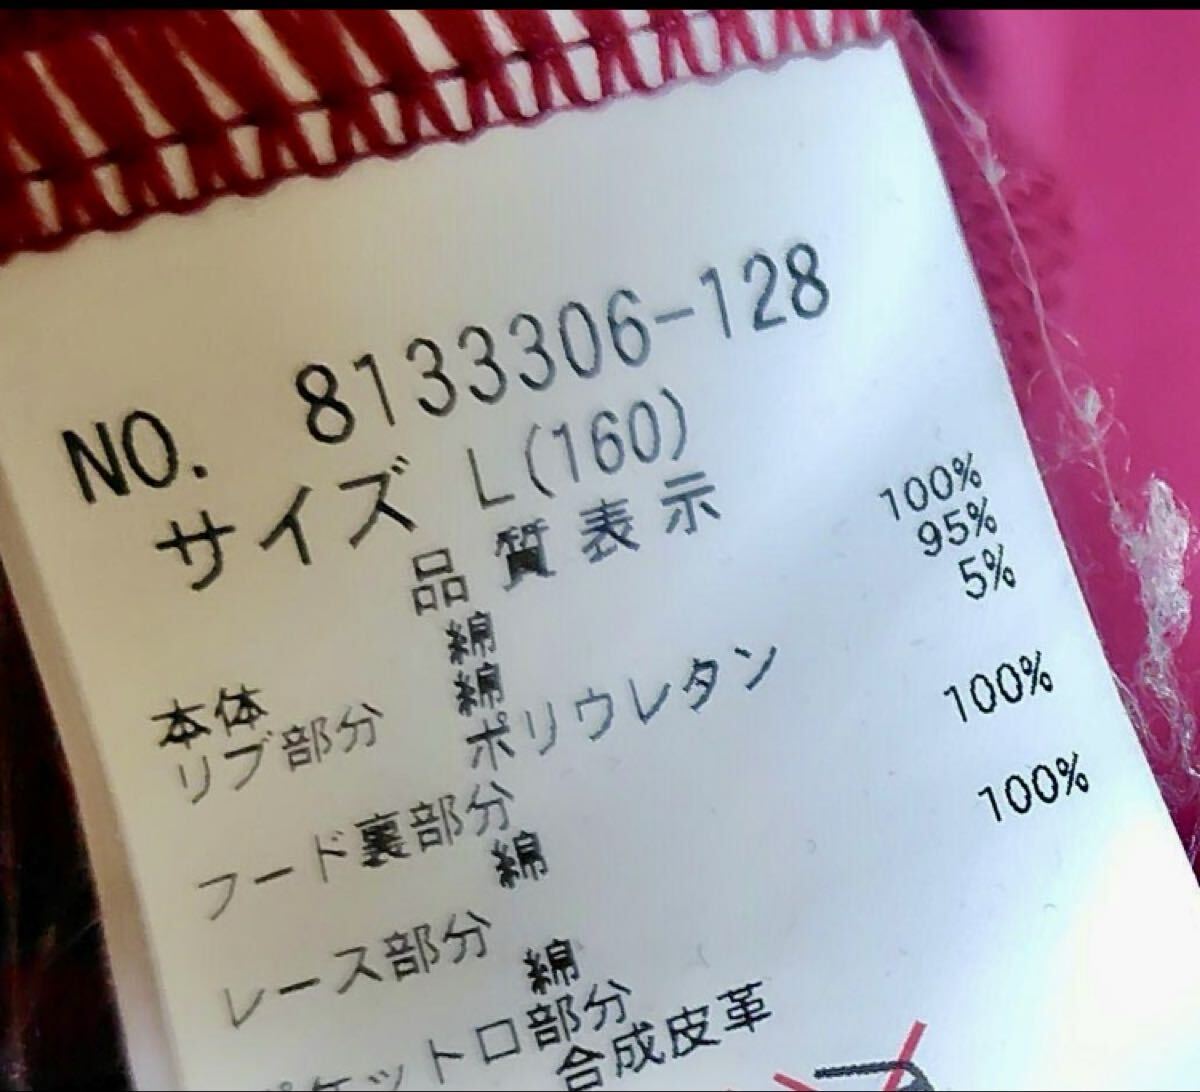 NO. 8133306-128
サイズ L(160)
品質表示
本体 綿 100%
リブ部分 綿 95%
ポリウレタン 5%
フード裏部分
綿 100%
レース部分
綿 100%
ポケット口部分
合成皮革